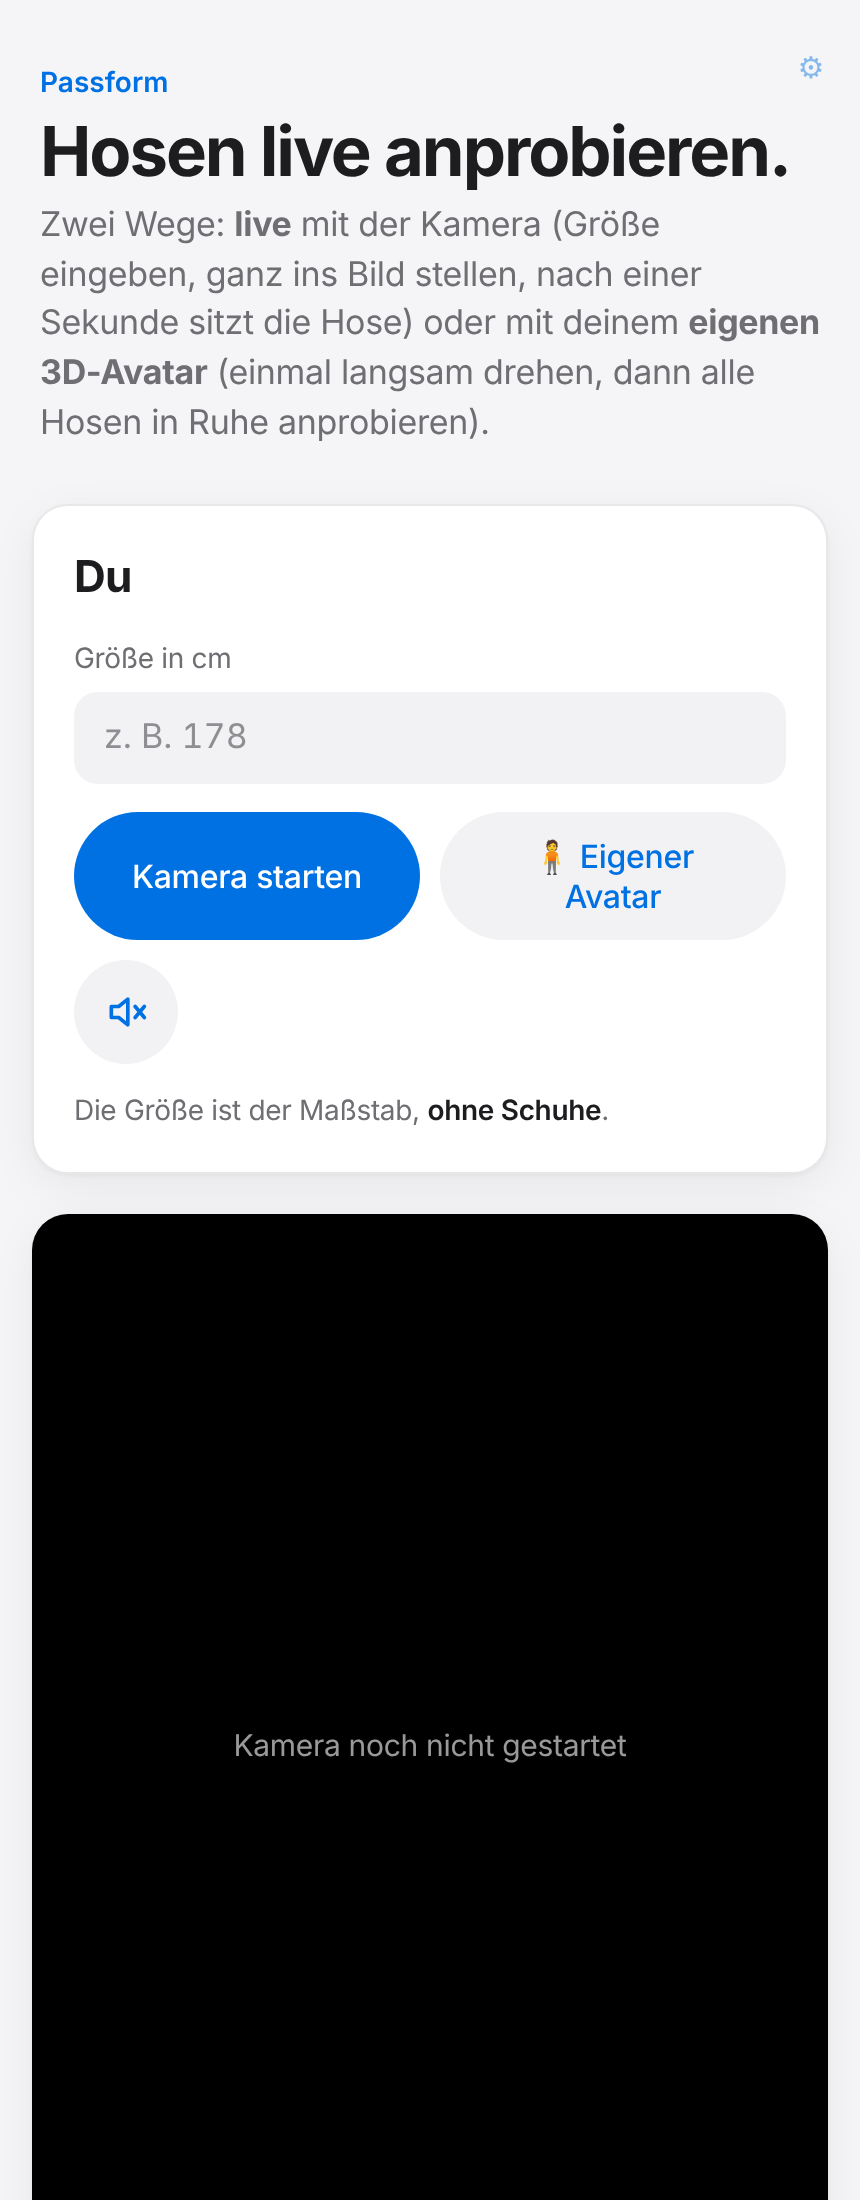 Passform
Hosen live anprobieren.
Zwei Wege: live mit der Kamera (Größe
eingeben, ganz ins Bild stellen, nach einer
Sekunde sitzt die Hose) oder mit deinem eigenen
3D-Avatar (einmal langsam drehen, dann alle
Hosen in Ruhe anprobieren).
Du
Größe in cm
z. B. 178
Kamera starten
Eigener
Avatar
Die Größe ist der Maßstab, ohne Schuhe.
Kamera noch nicht gestartet